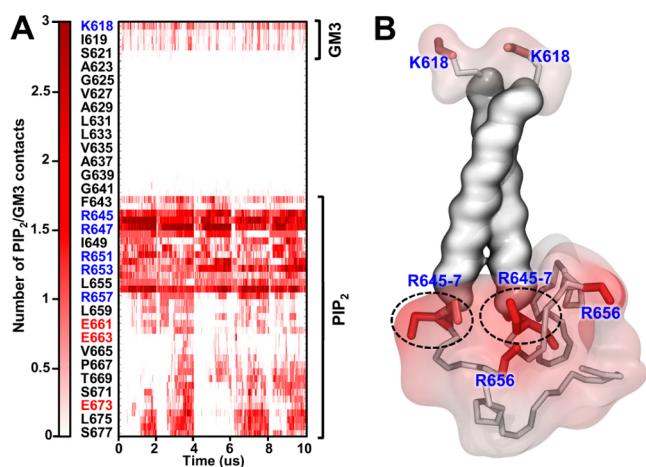 A
Number of PIP2/GM3 contacts
3
2.5
2
1.5
1
0.5
0
K618
I619
S621
A623
G625
V627
A629
L631
L633
V635
A637
G639
G641
F643
R645
R647
I649
R651
R653
L655
R657
L659
E661
E663
V665
P667
T669
S671
E673
L675
S677
0 2 4 6 8 10
Time (us)
GM3
PIP2
B
K618
K618
R645-7
R645-7
R656
R656